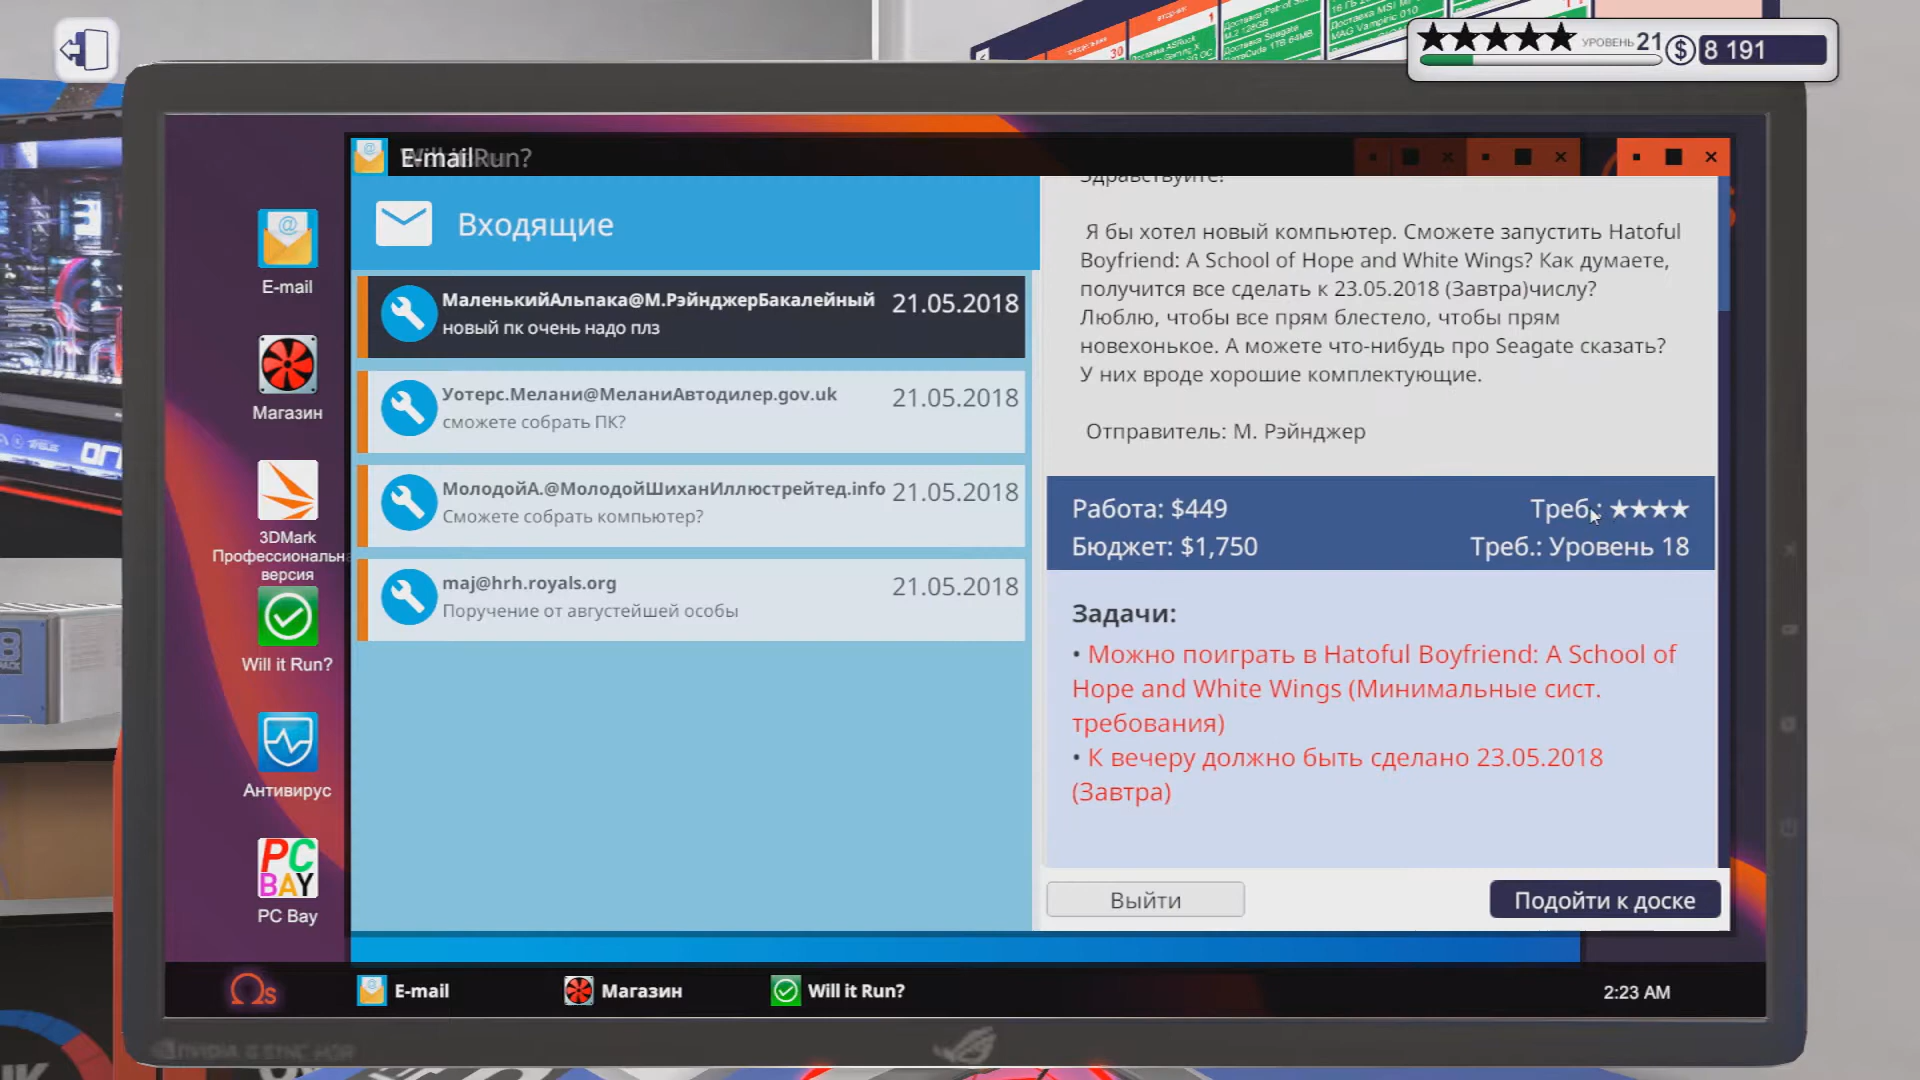 УРОВЕНЬ 21
8 191
E-mail
Входящие
МаленькийАльпака@М.РэйнджерБакалейный
21.05.2018
новый пк очень надо плз
Уотерс.Мелани@МеланиАвтодилер.gov.uk
21.05.2018
сможете собрать ПК?
МолодойА.@МолодойШиханИллюстрейтед.info
21.05.2018
Сможете собрать компьютер?
maj@hrh.royals.org
21.05.2018
Поручение от августейшей особы
Здравствуйте!
Я бы хотел новый компьютер. Сможете запустить Hatoful
Boyfriend: A School of Hope and White Wings? Как думаете,
получится все сделать к 23.05.2018 (Завтра)числу?
Люблю, чтобы все прям блестело, чтобы прям
новехонькое. А можете что-нибудь про Seagate сказать?
У них вроде хорошие комплектующие.
Отправитель: М. Рэйнджер
Работа: $449
Треб.: ★★★★
Бюджет: $1,750
Треб.: Уровень 18
Задачи:
• Можно поиграть в Hatoful Boyfriend: A School of
Hope and White Wings (Минимальные сист.
требования)
• К вечеру должно быть сделано 23.05.2018
(Завтра)
Выйти
Подойти к доске
E-mail
Магазин
3DMark
Профессиональна
версия
Will it Run?
Антивирус
PC
BAY
PC Bay
Ωs
E-mail
Магазин
Will it Run?
2:23 AM